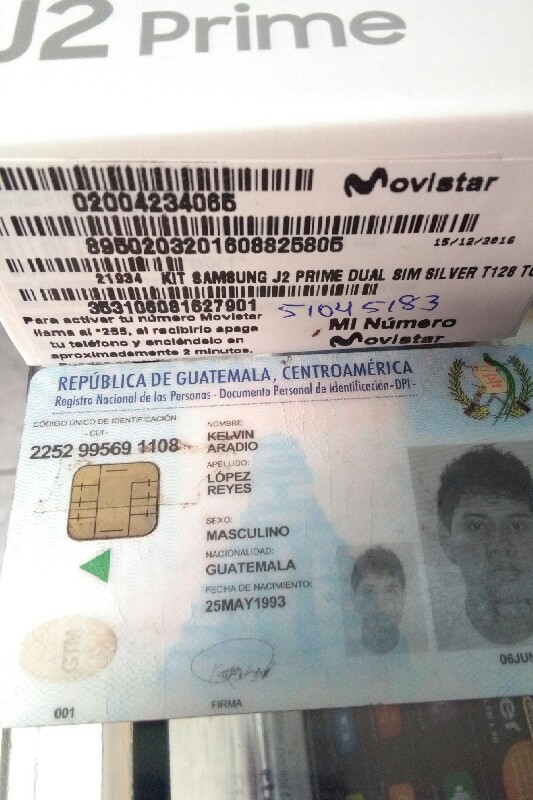 J2 Prime
Movistar
02004234065
8950203201608825805
15/12/2016
21934 KIT SAMSUNG J2 PRIME DUAL SIM SILVER T128
353106081627901
51045183
Para activar tu número Movistar
llama al *255, al recibirlo apaga
tu teléfono y enciéndelo en
aproximadamente 2 minutos.
Mi Número
Movistar
REPÚBLICA DE GUATEMALA, CENTROAMÉRICA
Registro Nacional de las Personas - Documento Personal de Identificación -DPI-
CÓDIGO ÚNICO DE IDENTIFICACIÓN
- CUI -
2252 99569 1108
NOMBRE:
KELVIN
ARADIO
APELLIDO:
LÓPEZ
REYES
SEXO:
MASCULINO
NACIONALIDAD:
GUATEMALA
FECHA DE NACIMIENTO:
25MAY1993
06JUN
GTM
FIRMA
001